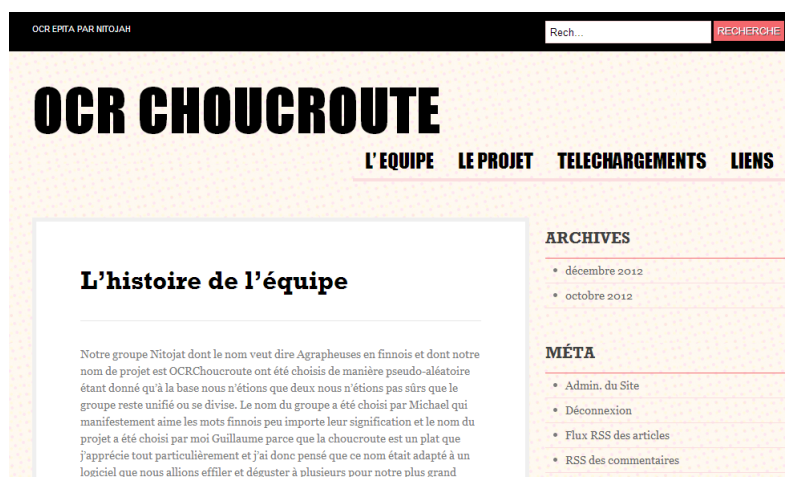 OCR EPITA PAR NITOJAH
Rech...
RECHERCHE
OCR CHOUCROUTE
L' EQUIPE LE PROJET TELECHARGEMENTS LIENS
L'histoire de l'équipe
Notre groupe Nitojat dont le nom veut dire Agrapheuses en finnois et dont notre
nom de projet est OCRChoucroute ont été choisis de manière pseudo-aléatoire
étant donné qu'à la base nous n'étions que deux nous n'étions pas sûrs que le
groupe reste unifié ou se divise. Le nom du groupe a été choisi par Michael qui
manifestement aime les mots finnois peu importe leur signification et le nom du
projet a été choisi par moi Guillaume parce que la choucroute est un plat que
j'apprécie tout particulièrement et j'ai donc pensé que ce nom était adapté à un
logiciel que nous allions effiler et déguster à plusieurs pour notre plus grand
ARCHIVES
décembre 2012
octobre 2012
MÉTA
Admin. du Site
Déconnexion
Flux RSS des articles
RSS des commentaires